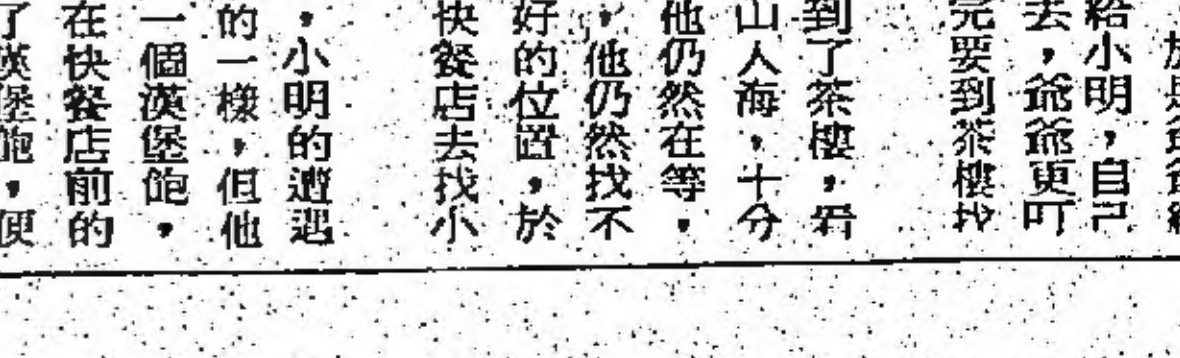 於是爺爺
給小明，自己
去，爺爺更叮
完要到茶樓找
到了茶樓，看
山人海，十分
他仍然在等，
，他仍然找不
好的位置，於
快餐店去找小
，小明的遭遇
的一樣，但他
一個漢堡飽，
在快餐店前的
了漢堡飽，便